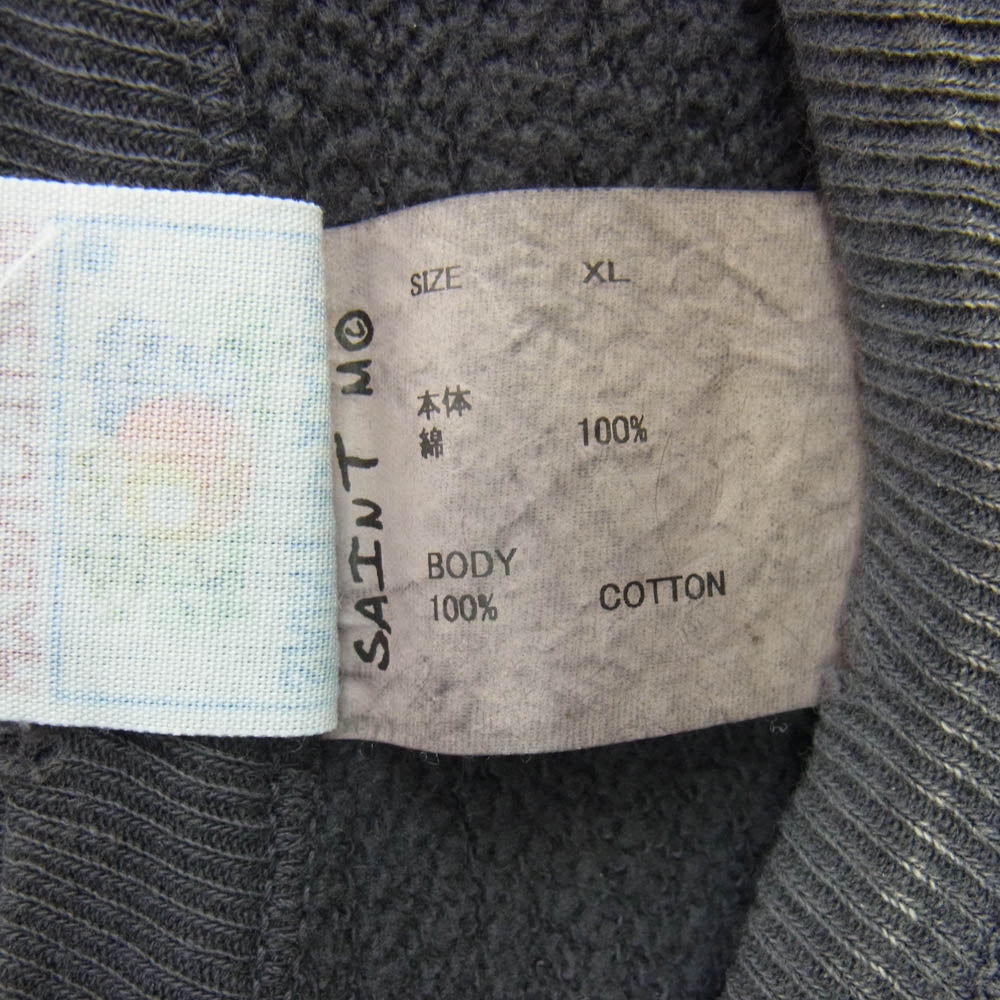 SAINT M©
SIZE XL
本体
綿 100%
BODY
100% COTTON